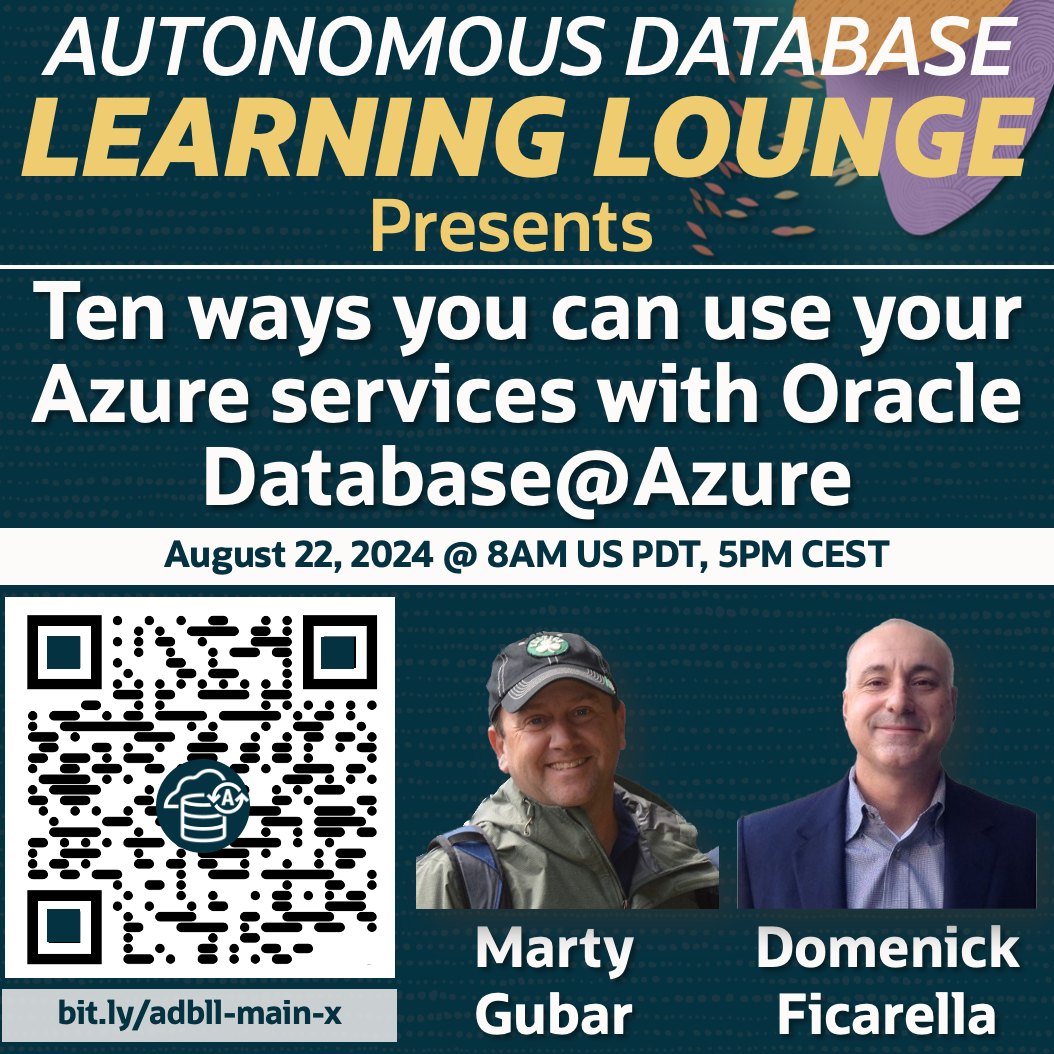 AUTONOMOUS DATABASE
LEARNING LOUNGE
Presents
Ten ways you can use your
Azure services with Oracle
Database@Azure
August 22, 2024 @ 8AM US PDT, 5PM CEST
A
bit.ly/adbll-main-x
Marty
Gubar
Domenick
Ficarella